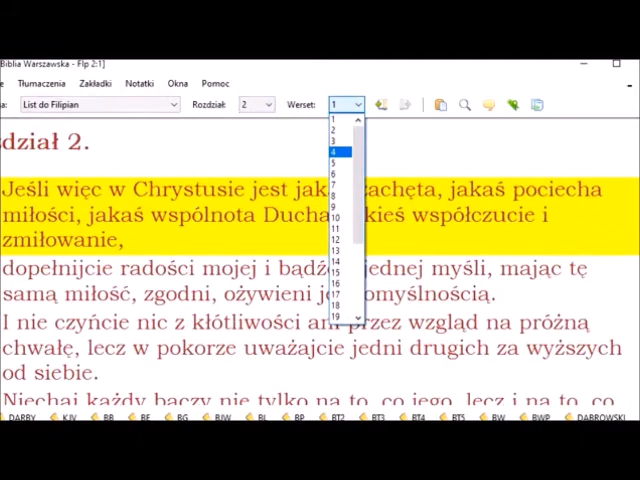 Biblia Warszawska - Flp 2:1]
Tłumaczenia Zakładki Notatki Okna Pomoc
List do Filipian Rozdział: 2 Werset: 1
1
2
3
4
5
6
7
8
9
10
11
12
13
14
15
16
17
18
19
dział 2.
Jeśli więc w Chrystusie jest jak zachęta, jakaś pociecha
miłości, jakaś wspólnota Ducha kieś współczucie i
zmiłowanie,
dopełnijcie radości mojej i bądź jednej myśli, mając tę
samą miłość, zgodni, ożywieni je omyślnością.
I nie czyńcie nic z kłótliwości ani przez wzgląd na próżną
chwałę, lecz w pokorze uważajcie jedni drugich za wyższych
od siebie.
Niechaj każdy baczy nie tylko na to, co jego, lecz i na to, co
DARBY KJV BB BE BG BJW BL BP BT2 BT3 BT4 BT5 BW BWP DABROWSKI